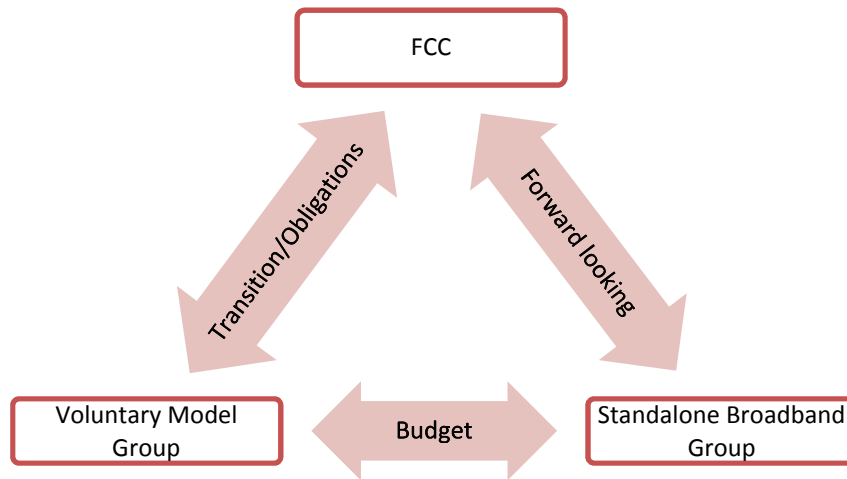 FCC
Transition/Obligations
Forward looking
Voluntary Model
Group
Budget
Standalone Broadband
Group